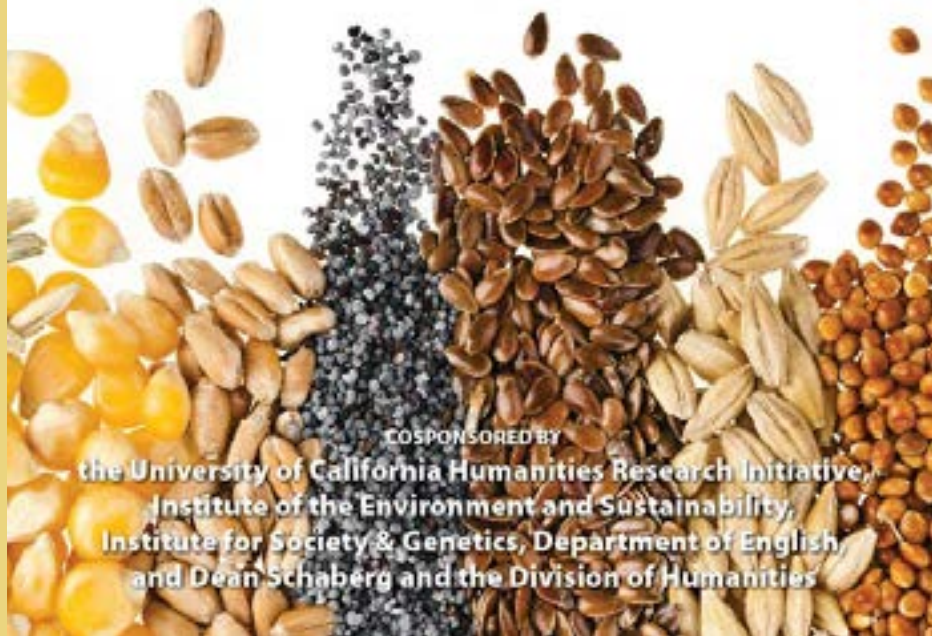 COSPONSORED BY
the University of California Humanities Research Initiative,
Institute of the Environment and Sustainability,
Institute for Society & Genetics, Department of English,
and Dean Schaberg and the Division of Humanities